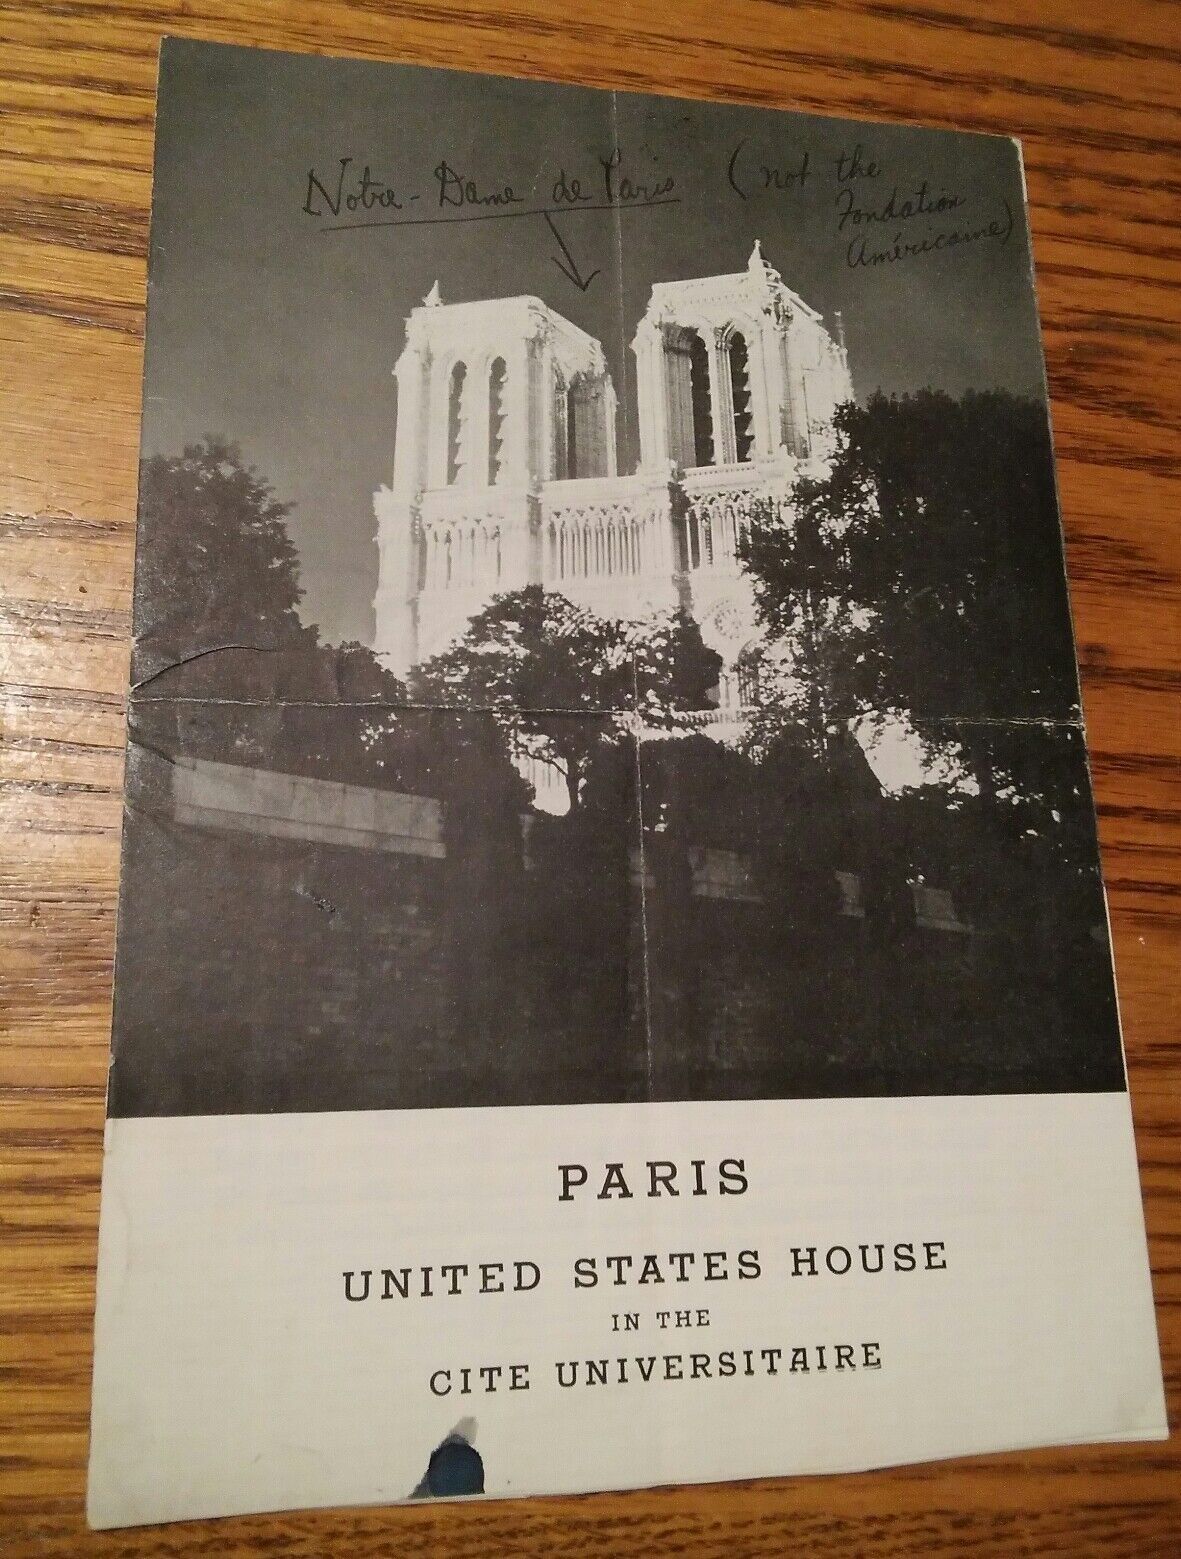 Notre-Dame de Paris (not the
Fondation
Américaine)
PARIS
UNITED STATES HOUSE
IN THE
CITE UNIVERSITAIRE